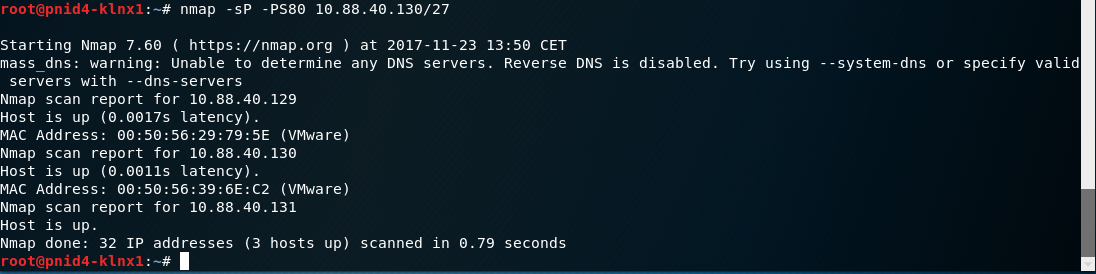 root@pnid4-klnx1:~# nmap -sP -PS80 10.88.40.130/27
Starting Nmap 7.60 ( https://nmap.org ) at 2017-11-23 13:50 CET
mass_dns: warning: Unable to determine any DNS servers. Reverse DNS is disabled. Try using --system-dns or specify valid
 servers with --dns-servers
Nmap scan report for 10.88.40.129
Host is up (0.0017s latency).
MAC Address: 00:50:56:29:79:5E (VMware)
Nmap scan report for 10.88.40.130
Host is up (0.0011s latency).
MAC Address: 00:50:56:39:6E:C2 (VMware)
Nmap scan report for 10.88.40.131
Host is up.
Nmap done: 32 IP addresses (3 hosts up) scanned in 0.79 seconds
root@pnid4-klnx1:~#